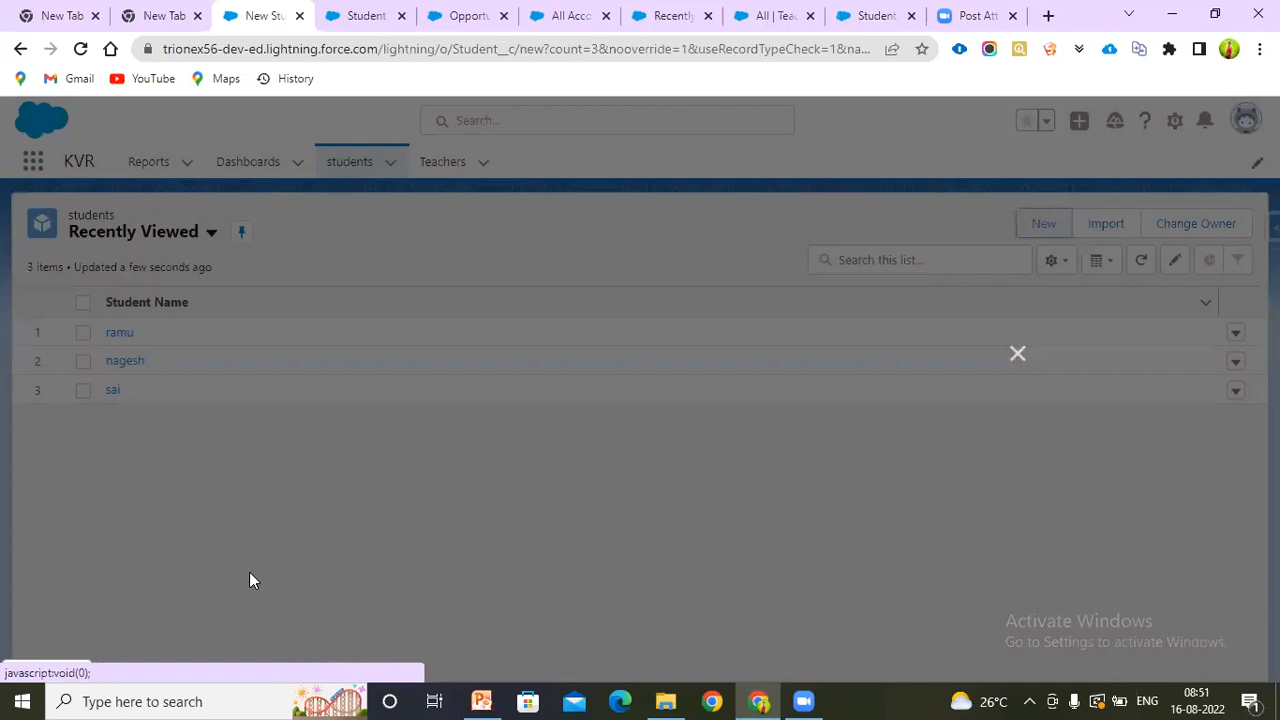 New Tab
New Tab
New Stu
Student
Opportu
All Acco
Recently
All | Tea
Student
Post Att
trionex56-dev-ed.lightning.force.com/lightning/o/Student__c/new?count=3&nooverride=1&useRecordTypeCheck=1&na...
Gmail
YouTube
Maps
History
Search...
KVR
Reports
Dashboards
students
Teachers
students
Recently Viewed
New
Import
Change Owner
3 items • Updated a few seconds ago
Search this list...
Student Name
1 ramu
2 nagesh
3 sai
Activate Windows
Go to Settings to activate Windows.
javascript:void(0);
Type here to search
26°C
ENG
08:51
16-08-2022
1